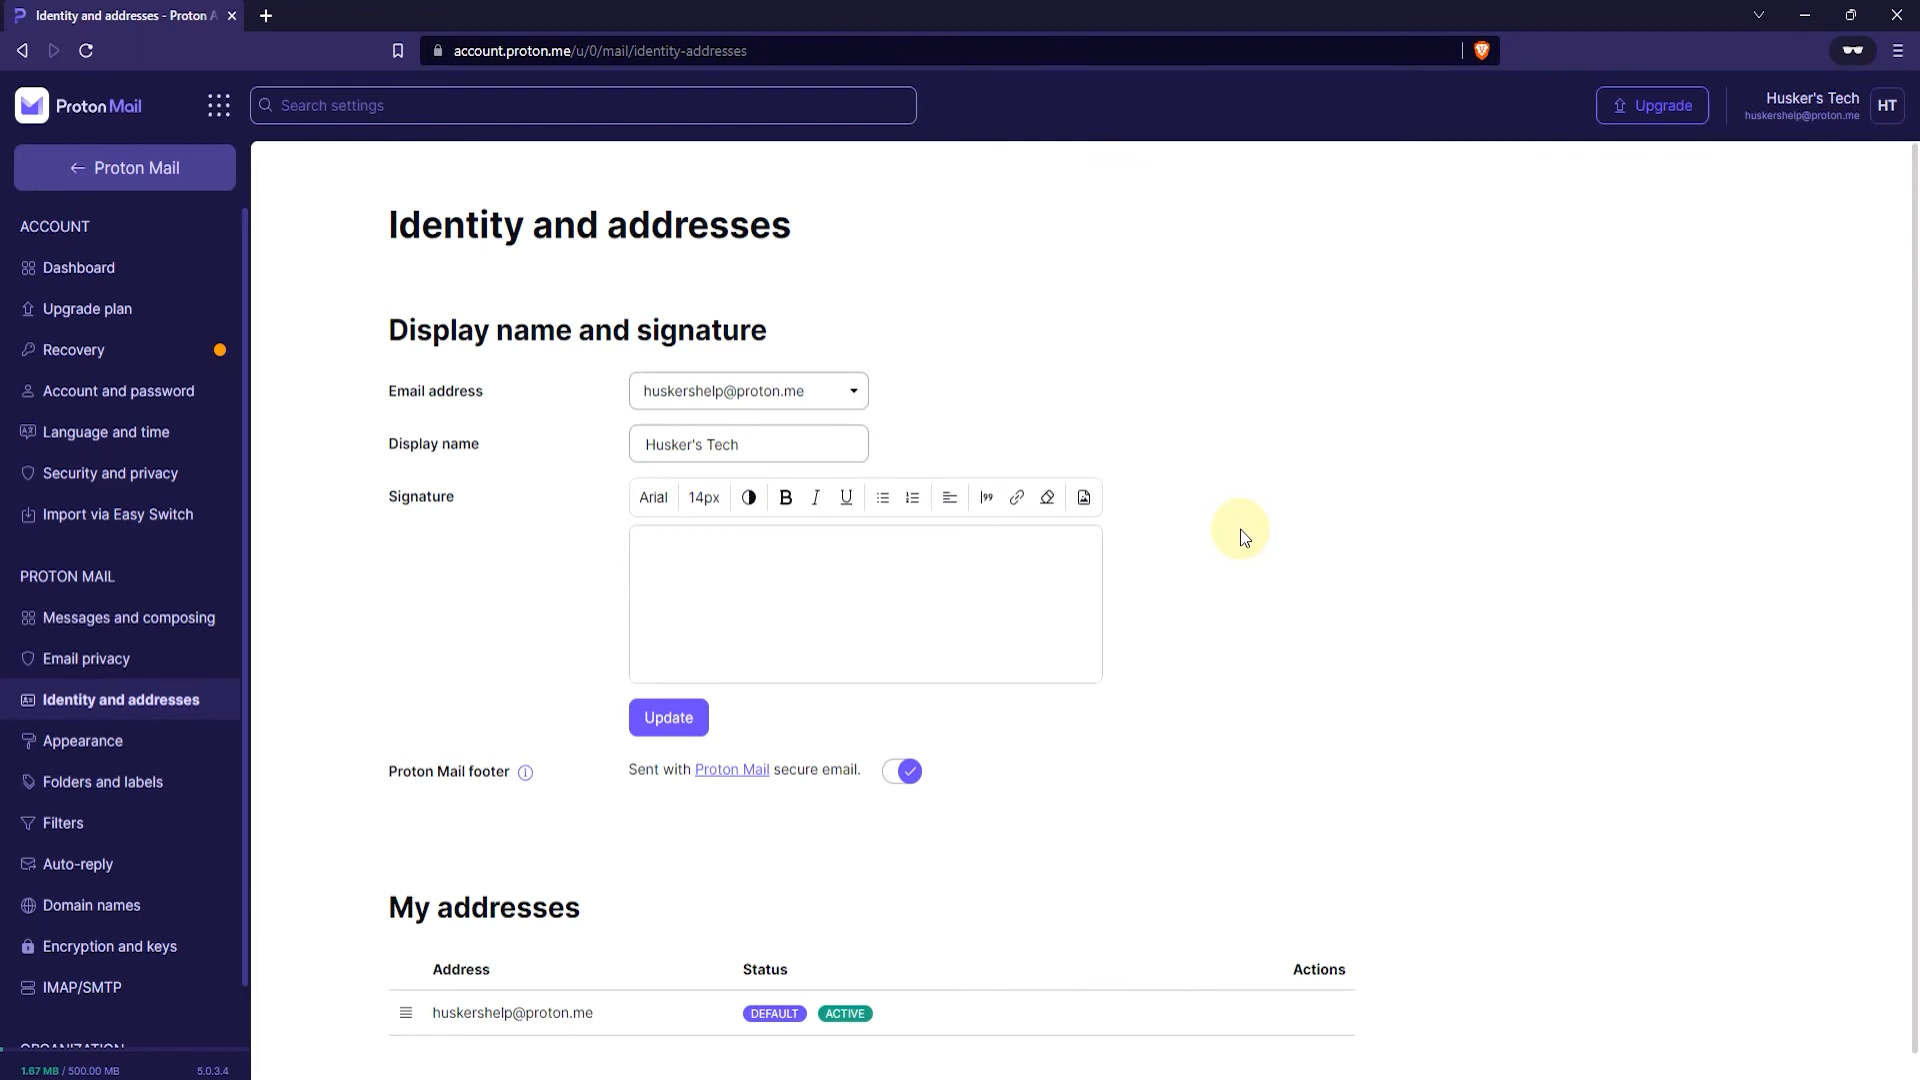 Identity and addresses - Proton A
account.proton.me/u/0/mail/identity-addresses
Proton Mail
Search settings
Upgrade
Husker's Tech
huskershelp@proton.me
HT
← Proton Mail
ACCOUNT
Dashboard
Upgrade plan
Recovery
Account and password
Language and time
Security and privacy
Import via Easy Switch
PROTON MAIL
Messages and composing
Email privacy
Identity and addresses
Appearance
Folders and labels
Filters
Auto-reply
Domain names
Encryption and keys
IMAP/SMTP
ORGANIZATION
1.67 MB / 500.00 MB
5.0.3.4
Identity and addresses
Display name and signature
Email address
huskershelp@proton.me
Display name
Husker's Tech
Signature
Arial 14px B I U
Update
Proton Mail footer
Sent with Proton Mail secure email.
My addresses
Address Status Actions
huskershelp@proton.me DEFAULT ACTIVE